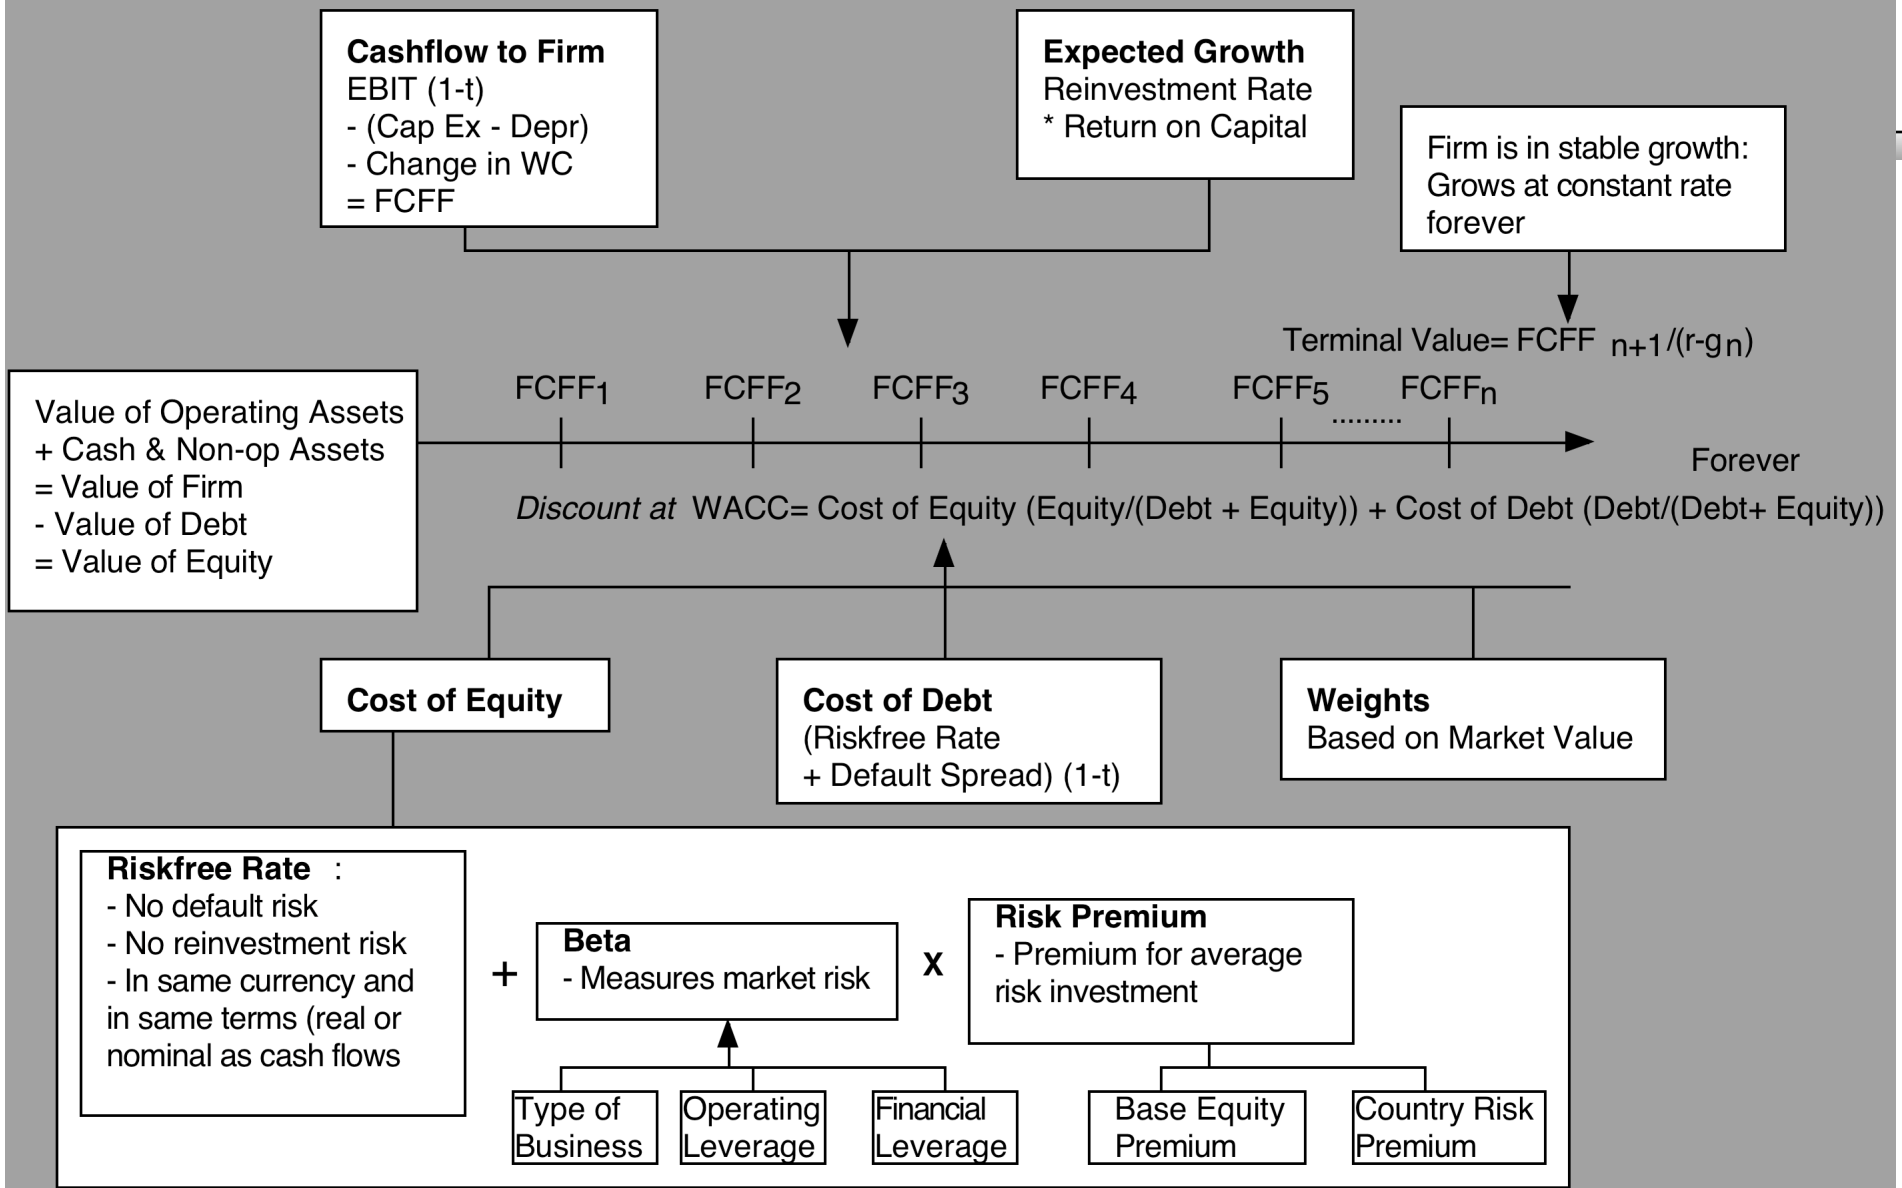 Cashflow to Firm
EBIT (1-t)
- (Cap Ex - Depr)
- Change in WC
= FCFF
Expected Growth
Reinvestment Rate
* Return on Capital
Firm is in stable growth:
Grows at constant rate
forever
Terminal Value= FCFF n+1/(r-gn)
FCFF1 FCFF2 FCFF3 FCFF4 FCFF5 ......... FCFFn
Value of Operating Assets
+ Cash & Non-op Assets
= Value of Firm
- Value of Debt
= Value of Equity
Forever
Discount at WACC= Cost of Equity (Equity/(Debt + Equity)) + Cost of Debt (Debt/(Debt+ Equity))
Cost of Equity
Cost of Debt
(Riskfree Rate
+ Default Spread) (1-t)
Weights
Based on Market Value
Riskfree Rate :
- No default risk
- No reinvestment risk
- In same currency and
in same terms (real or
nominal as cash flows
+
Beta
- Measures market risk
X
Risk Premium
- Premium for average
risk investment
Type of
Business
Operating
Leverage
Financial
Leverage
Base Equity
Premium
Country Risk
Premium